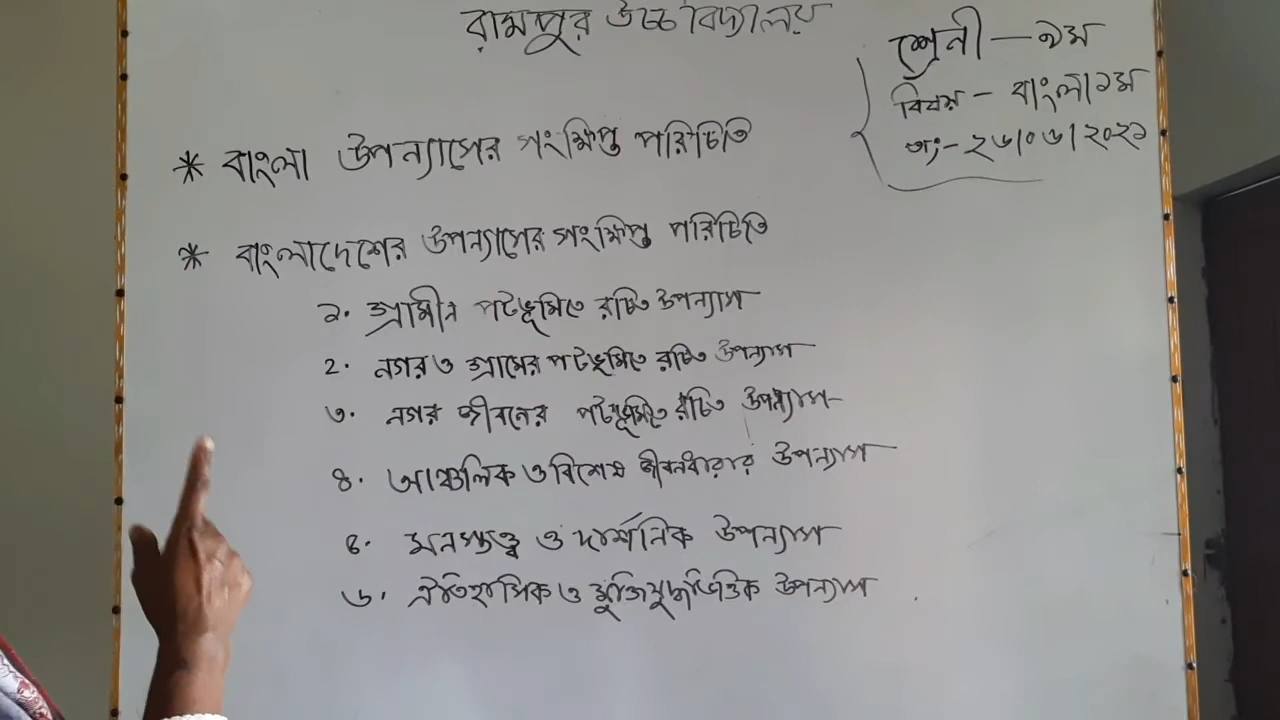 রামপুর উচ্চ বিদ্যালয়
শ্রেনী - ৯ম
বিষয় - বাংলা ১ম
তাং - ২৬।০৬।২০২১
* বাংলা উপন্যাসের সংক্ষিপ্ত পরিচিতি
* বাংলাদেশের উপন্যাসের সংক্ষিপ্ত পরিচিতি
১. গ্রামীন পটভূমিতে রচিত উপন্যাস
২. নগর ও গ্রামের পটভূমিতে রচিত উপন্যাস
৩. নগর জীবনের পটভূমিতে রচিত উপন্যাস
৪. আঞ্চলিক ও বিশেষ জীবনধারার উপন্যাস
৫. মনস্তত্ত্ব ও দার্শনিক উপন্যাস
৬. ঐতিহাসিক ও মুক্তিযুদ্ধভিত্তিক উপন্যাস